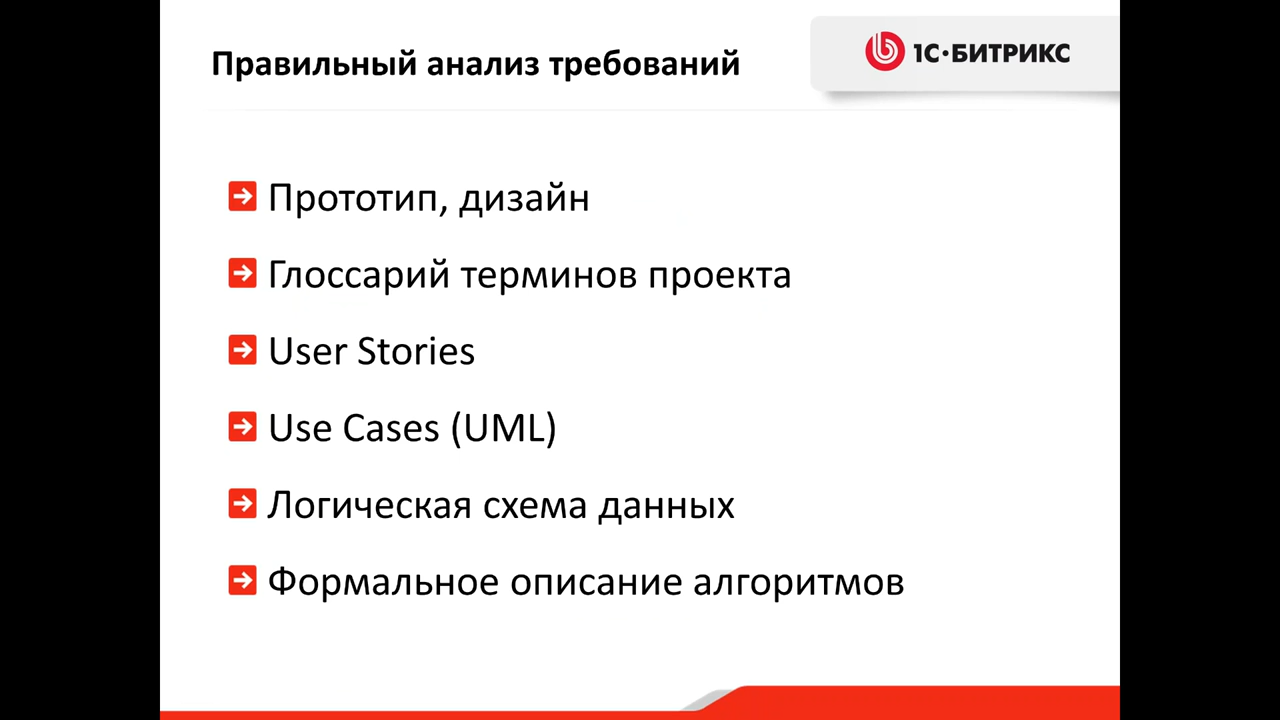 Правильный анализ требований
1С·БИТРИКС
Прототип, дизайн
Глоссарий терминов проекта
User Stories
Use Cases (UML)
Логическая схема данных
Формальное описание алгоритмов